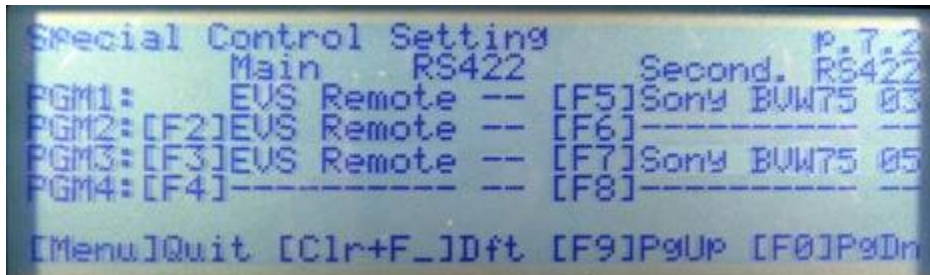 Special Control Setting p.7.2
Main RS422 Second. RS422
PGM1: EVS Remote -- [F5]Sony BVW75 03
PGM2:[F2]EVS Remote -- [F6]----------- --
PGM3:[F3]EVS Remote -- [F7]Sony BVW75 05
PGM4:[F4]----------- -- [F8]----------- --
[Menu]Quit [Clr+F_]Dft [F9]PgUp [F0]PgDn